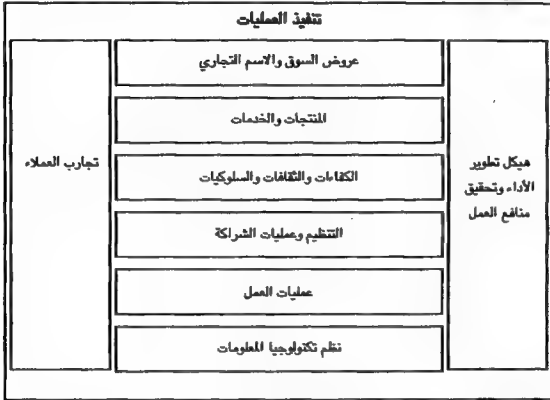 تنفيذ العمليات
عروض السوق والاسم التجاري
المنتجات والخدمات
الكفاءات والثقافات والسلوكيات
التنظيم وعمليات الشراكة
عمليات العمل
نظم تكنولوجيا المعلومات
هيكل تطوير
الأداء وتحقيق
منافع العمل
تجارب العملاء